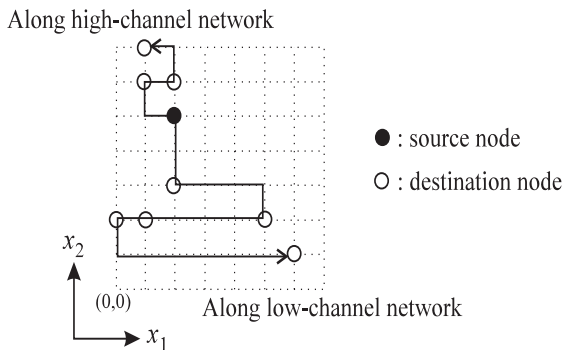 Along high-channel network
: source node
: destination node
x2
(0,0)
Along low-channel network
x1